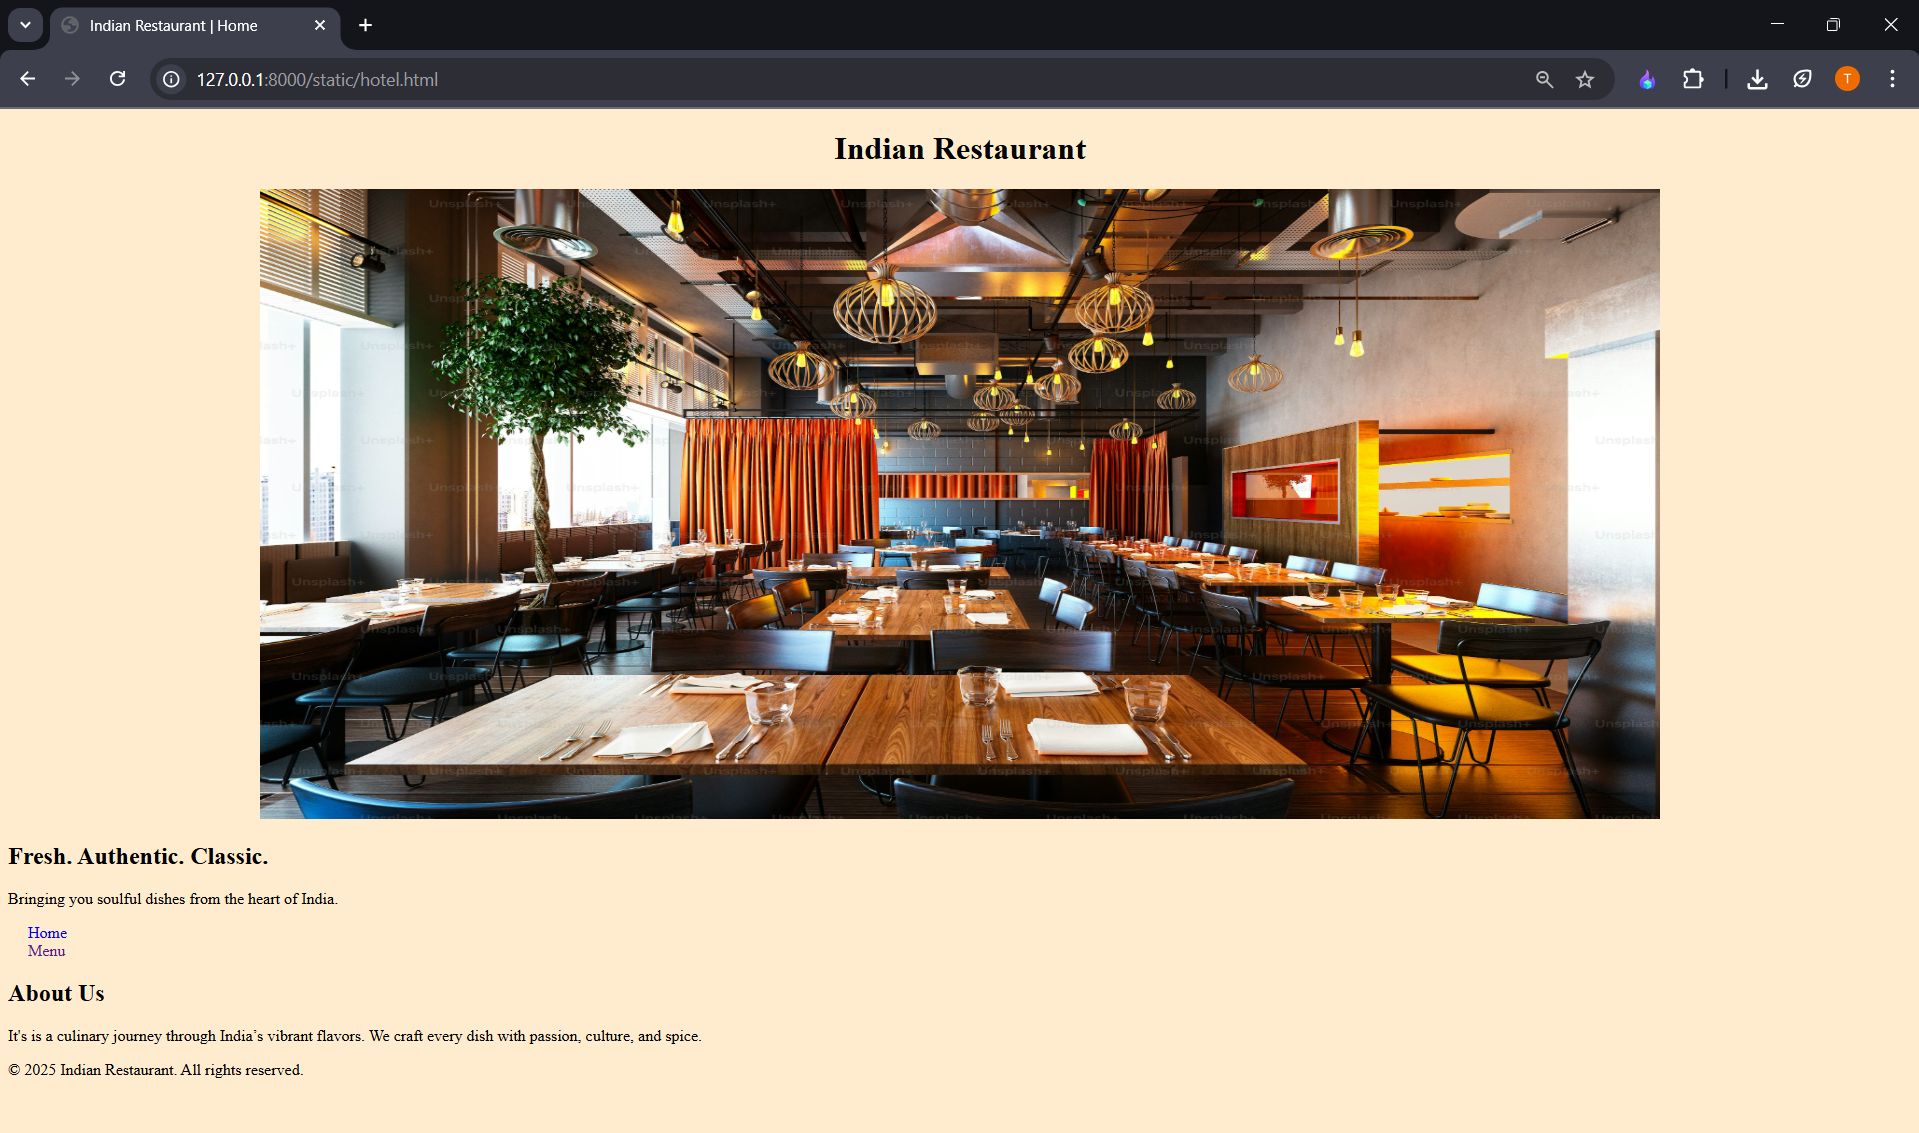 Indian Restaurant | Home
127.0.0.1:8000/static/hotel.html
T
Indian Restaurant
Unsplash+
Fresh. Authentic. Classic.
Bringing you soulful dishes from the heart of India.
Home
Menu
About Us
It's is a culinary journey through India’s vibrant flavors. We craft every dish with passion, culture, and spice.
© 2025 Indian Restaurant. All rights reserved.